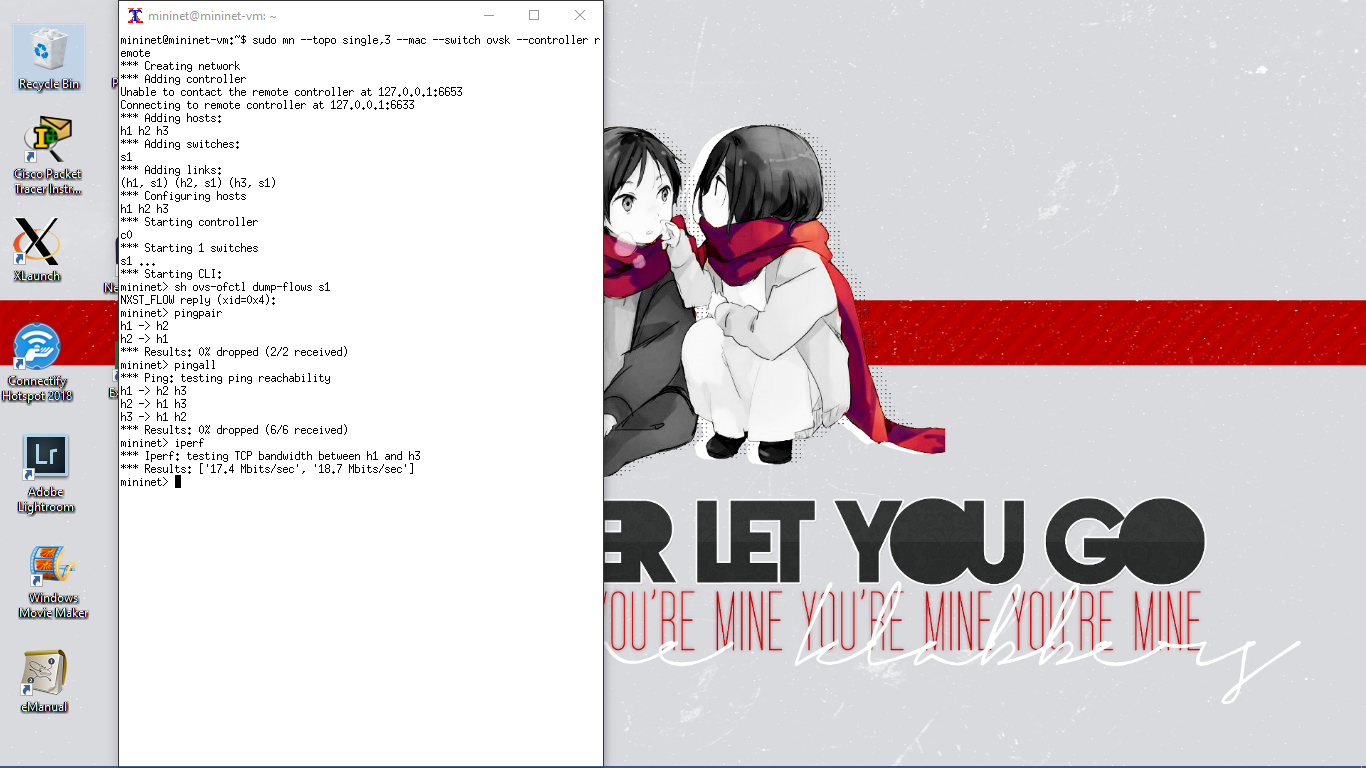 mininet@mininet-vm: ~
mininet@mininet-vm:~$ sudo mn --topo single,3 --mac --switch ovsk --controller r
emote
*** Creating network
*** Adding controller
Unable to contact the remote controller at 127.0.0.1:6653
Connecting to remote controller at 127.0.0.1:6633
*** Adding hosts:
h1 h2 h3
*** Adding switches:
s1
*** Adding links:
(h1, s1) (h2, s1) (h3, s1)
*** Configuring hosts
h1 h2 h3
*** Starting controller
c0
*** Starting 1 switches
s1 ...
*** Starting CLI:
mininet> sh ovs-ofctl dump-flows s1
NXST_FLOW reply (xid=0x4):
mininet> pingpair
h1 -> h2
h2 -> h1
*** Results: 0% dropped (2/2 received)
mininet> pingall
*** Ping: testing ping reachability
h1 -> h2 h3
h2 -> h1 h3
h3 -> h1 h2
*** Results: 0% dropped (6/6 received)
mininet> iperf
*** Iperf: testing TCP bandwidth between h1 and h3
*** Results: ['17.4 Mbits/sec', '18.7 Mbits/sec']
mininet>
Recycle Bin
Cisco Packet
Tracer Instr...
XLaunch
Connectify
Hotspot 2018
Lr
Adobe
Lightroom
Windows
Movie Maker
eManual
ER LET YOU GO
YOU'RE MINE YOU'RE MINE YOU'RE MINE
klabbers